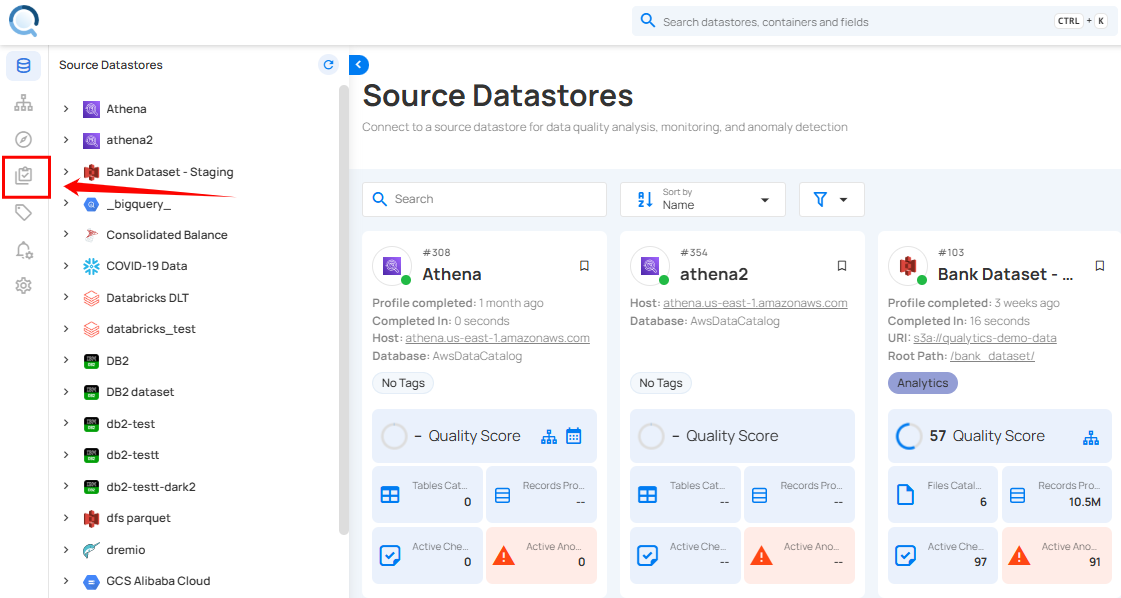 Search datastores, containers and fields
CTRL + K
Source Datastores
Athena
athena2
Bank Dataset - Staging
_bigquery_
Consolidated Balance
COVID-19 Data
Databricks DLT
databricks_test
DB2
DB2 dataset
db2-test
db2-testt
db2-testt-dark2
dfs parquet
dremio
GCS Alibaba Cloud
Source Datastores
Connect to a source datastore for data quality analysis, monitoring, and anomaly detection
Search
Sort by
Name
#308
Athena
Profile completed: 1 month ago
Completed In: 0 seconds
Host: athena.us-east-1.amazonaws.com
Database: AwsDataCatalog
No Tags
– Quality Score
Tables Cat...
0
Records Pro...
--
Active Che...
0
Active Ano...
0
#354
athena2
Host: athena.us-east-1.amazonaws.com
Database: AwsDataCatalog
No Tags
– Quality Score
Tables Cat...
--
Records Pro...
--
Active Che...
--
Active Ano...
--
#103
Bank Dataset - ...
Profile completed: 3 weeks ago
Completed In: 16 seconds
URI: s3a://qualytics-demo-data
Root Path: /bank_dataset/
Analytics
57 Quality Score
Files Catal...
6
Records Pro...
10.5M
Active Che...
97
Active Ano...
91